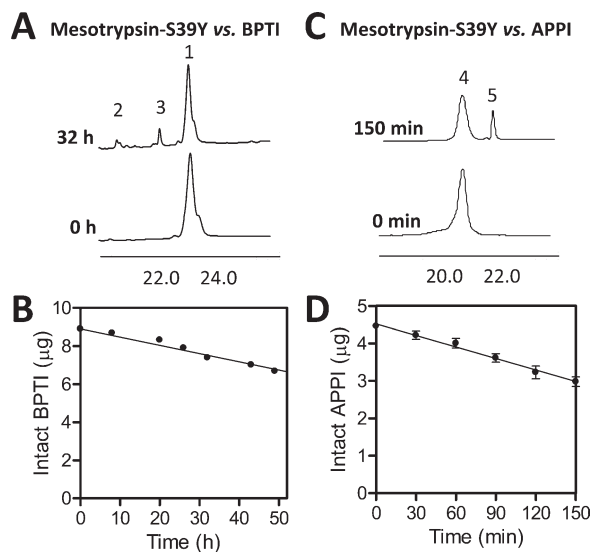 A Mesotrypsin-S39Y vs. BPTI
1
2
3
32 h
0 h
22.0 24.0
C Mesotrypsin-S39Y vs. APPI
4
5
150 min
0 min
20.0 22.0
B
Intact BPTI (μg)
10
8
6
4
2
0
0 10 20 30 40 50
Time (h)
D
Intact APPI (μg)
5
4
3
2
1
0
0 30 60 90 120 150
Time (min)